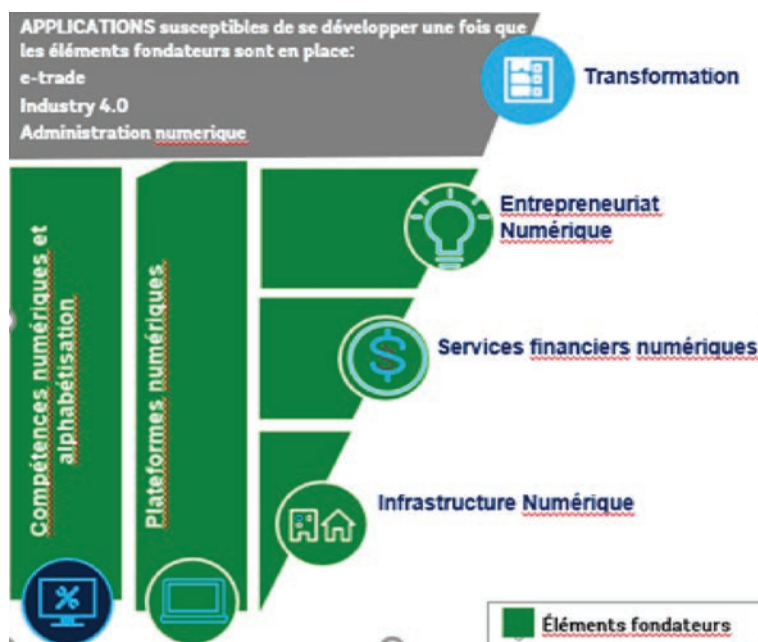 APPLICATIONS susceptibles de se développer une fois que
les éléments fondateurs sont en place:
e-trade
Industry 4.0
Administration numerique
Transformation
Entrepreneuriat
Numérique
Services financiers numériques
Infrastructure Numérique
Compétences numériques et
alphabétisation
Plateformes numériques
Éléments fondateurs